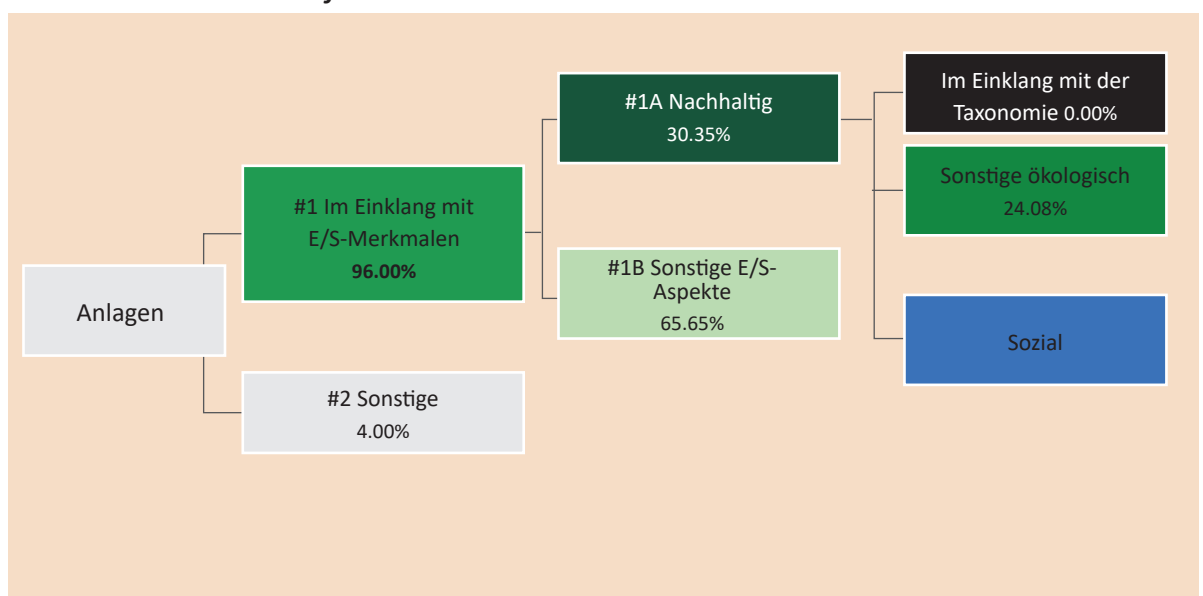 #1A Nachhaltig
30.35%
Im Einklang mit der
Taxonomie 0.00%
Sonstige ökologisch
24.08%
#1 Im Einklang mit
E/S-Merkmalen
96.00%
#1B Sonstige E/S-
Aspekte
65.65%
Anlagen
Sozial
#2 Sonstige
4.00%